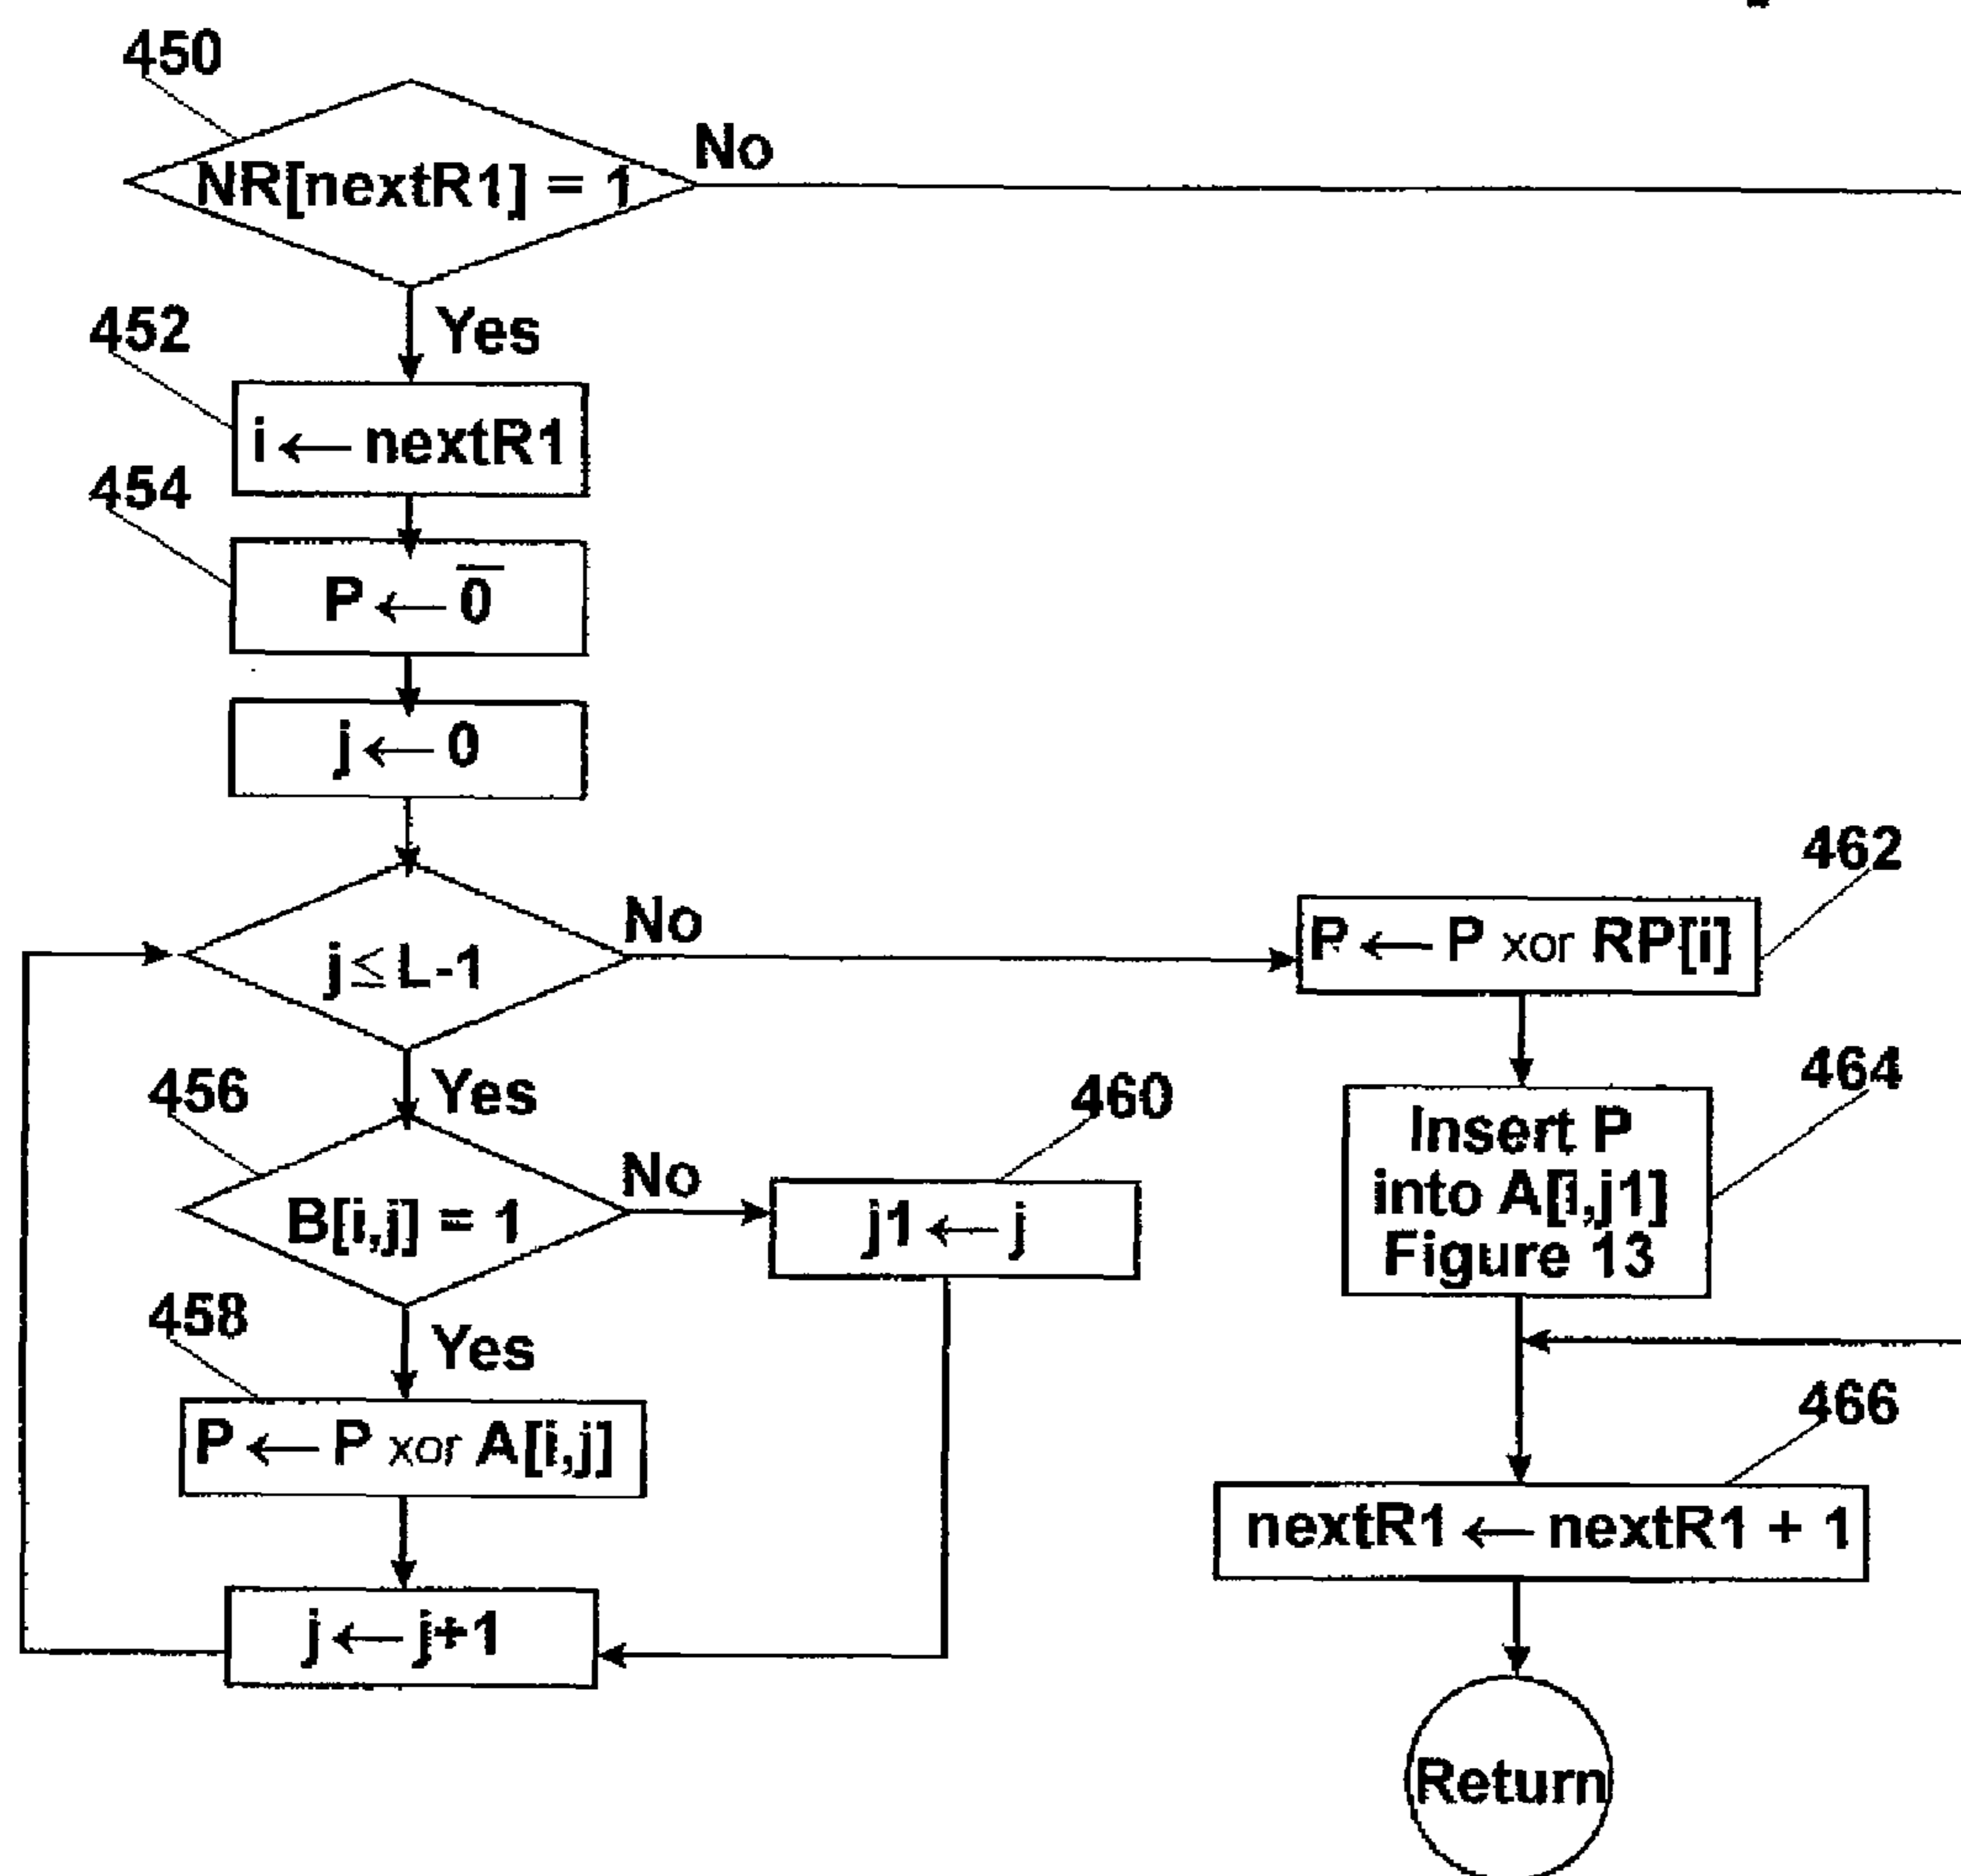 450
NR[nextR1] = 1
No
Yes
452
i ← nextR1
454
P ← 0̅
j ← 0
j ≤ L-1
No
Yes
462
P ← P xor RP[i]
456
B[i,j] = 1
No
Yes
460
j1 ← j
464
Insert P
into A[i,j1]
Figure 13
458
P ← P xor A[i,j]
466
nextR1 ← nextR1 + 1
j ← j+1
Return